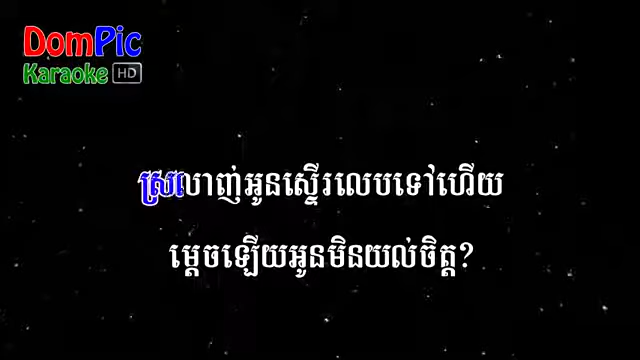 DomPic
Karaoke HD
ស្រលាញ់អូនស្ទើរលេបទៅហើយ
ម្ដេចឡើយអូនមិនយល់ចិត្ត?